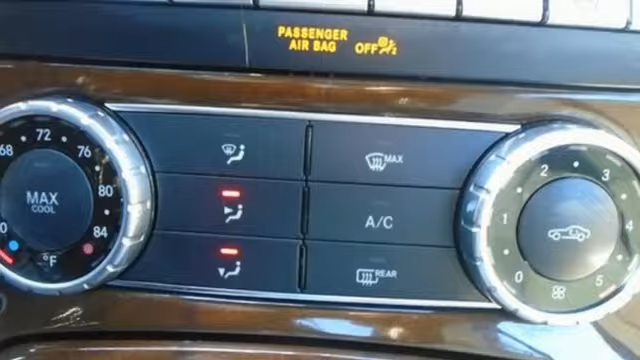 PASSENGER
AIR BAG OFF
68 72 76 80 84
MAX
COOL
°F
MAX
A/C
REAR
0 1 2 3 4 5